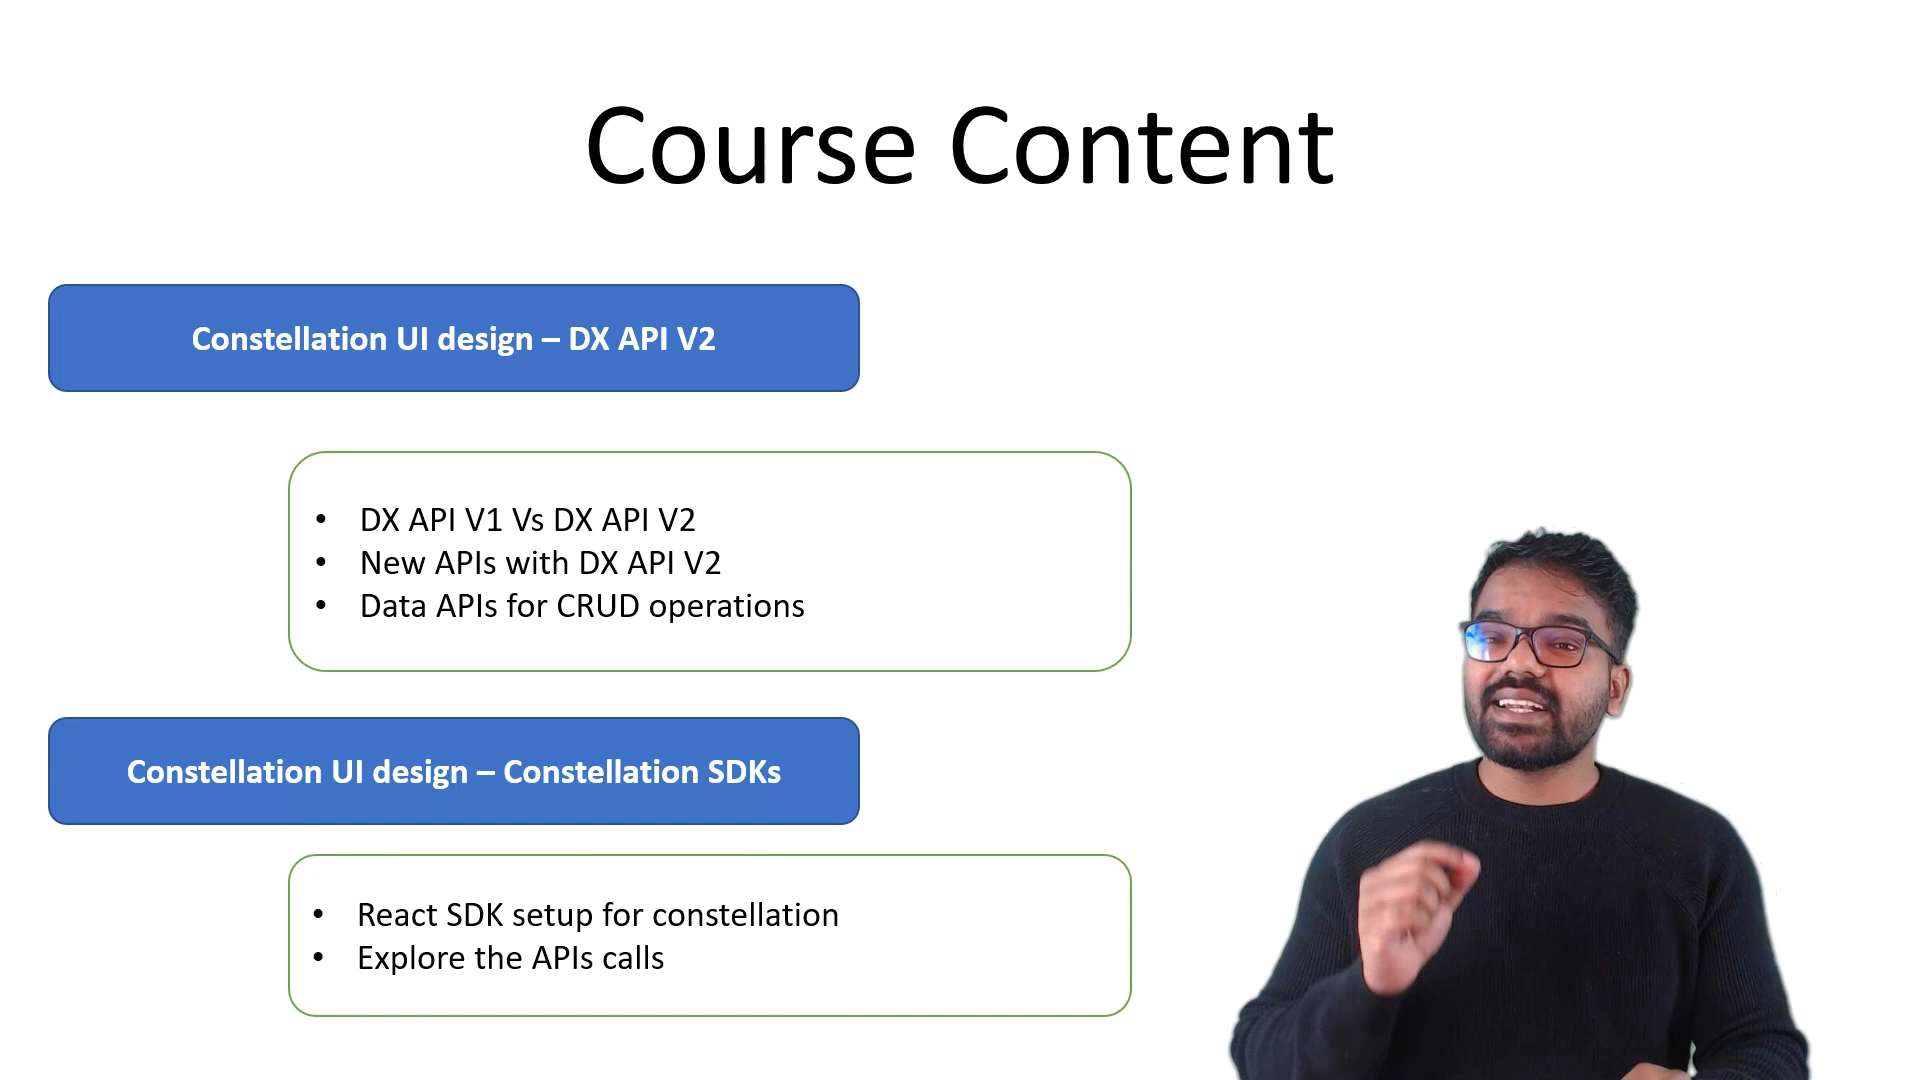 Course Content
Constellation UI design – DX API V2
• DX API V1 Vs DX API V2
• New APIs with DX API V2
• Data APIs for CRUD operations
Constellation UI design – Constellation SDKs
• React SDK setup for constellation
• Explore the APIs calls